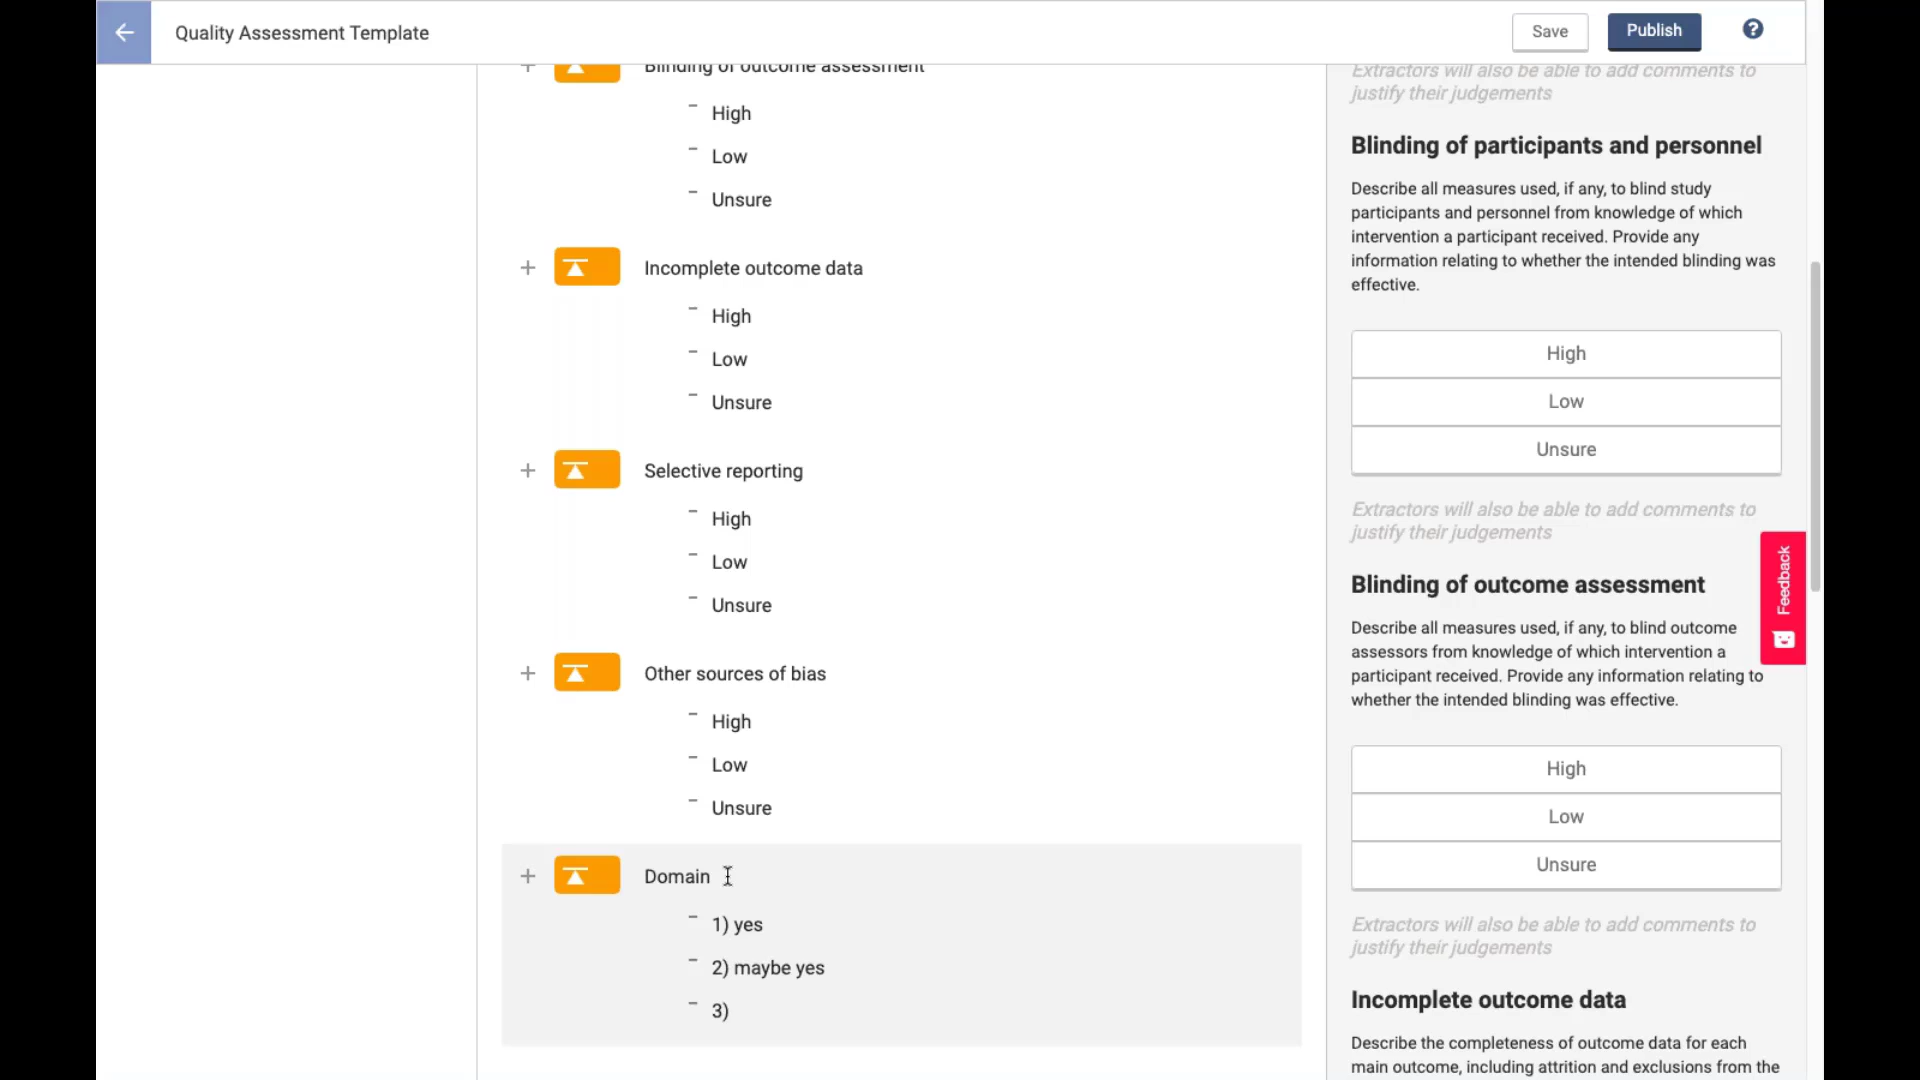 Quality Assessment Template
Save
Publish
?
Blinding of outcome assessment
High
Low
Unsure
Incomplete outcome data
High
Low
Unsure
Selective reporting
High
Low
Unsure
Other sources of bias
High
Low
Unsure
Domain
1) yes
2) maybe yes
3)
Extractors will also be able to add comments to
justify their judgements
Blinding of participants and personnel
Describe all measures used, if any, to blind study
participants and personnel from knowledge of which
intervention a participant received. Provide any
information relating to whether the intended blinding was
effective.
High
Low
Unsure
Extractors will also be able to add comments to
justify their judgements
Blinding of outcome assessment
Describe all measures used, if any, to blind outcome
assessors from knowledge of which intervention a
participant received. Provide any information relating to
whether the intended blinding was effective.
High
Low
Unsure
Extractors will also be able to add comments to
justify their judgements
Incomplete outcome data
Describe the completeness of outcome data for each
main outcome, including attrition and exclusions from the
Feedback